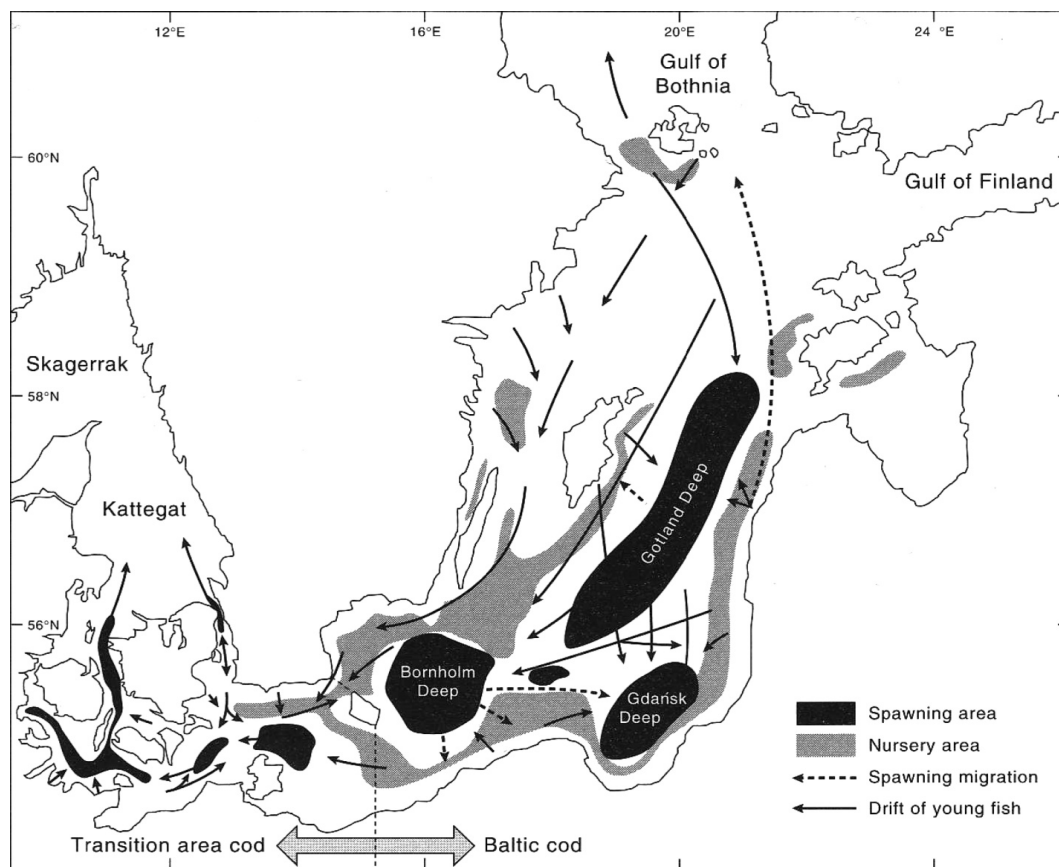 12°E
16°E
20°E
24 °E
Gulf of
Bothnia
60°N
Gulf of Finland
Skagerrak
58°N
Kattegat
Gotland Deep
56°N
Bornholm
Deep
Gdańsk
Deep
Spawning area
Nursery area
Spawning migration
Drift of young fish
Transition area cod
Baltic cod